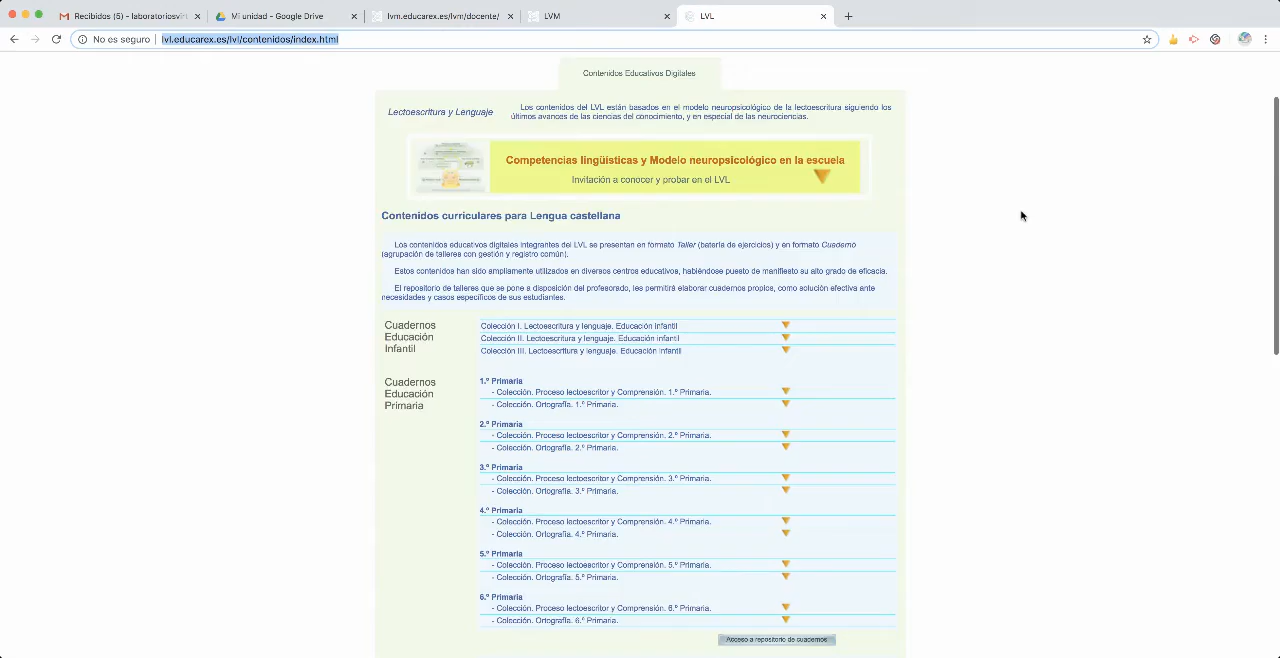 Recibidos (5) - laboratoriosvirt
Mi unidad - Google Drive
lvm.educarex.es/lvm/docente/
LVM
LVL
No es seguro
lvl.educarex.es/lvl/contenidos/index.html
Contenidos Educativos Digitales
Lectoescritura y Lenguaje
Los contenidos del LVL están basados en el modelo neuropsicológico de la lectoescritura siguiendo los
últimos avances de las ciencias del conocimiento, y en especial de las neurociencias.
Competencias lingüísticas y Modelo neuropsicológico en la escuela
Invitación a conocer y probar en el LVL
Contenidos curriculares para Lengua castellana
Los contenidos educativos digitales integrantes del LVL se presentan en formato Taller (batería de ejercicios) y en formato Cuaderno
(agrupación de talleres con gestión y registro común).
Estos contenidos han sido ampliamente utilizados en diversos centros educativos, habiéndose puesto de manifiesto su alto grado de eficacia.
El repositorio de talleres que se pone a disposición del profesorado, les permitirá elaborar cuadernos propios, como solución efectiva ante
necesidades y casos específicos de sus estudiantes.
Cuadernos
Educación
Infantil
Colección I. Lectoescritura y lenguaje. Educación infantil
Colección II. Lectoescritura y lenguaje. Educación infantil
Colección III. Lectoescritura y lenguaje. Educación infantil
Cuadernos
Educación
Primaria
1.º Primaria
- Colección. Proceso lectoescritor y Comprensión. 1.º Primaria.
- Colección. Ortografía. 1.º Primaria.
2.º Primaria
- Colección. Proceso lectoescritor y Comprensión. 2.º Primaria.
- Colección. Ortografía. 2.º Primaria.
3.º Primaria
- Colección. Proceso lectoescritor y Comprensión. 3.º Primaria.
- Colección. Ortografía. 3.º Primaria.
4.º Primaria
- Colección. Proceso lectoescritor y Comprensión. 4.º Primaria.
- Colección. Ortografía. 4.º Primaria.
5.º Primaria
- Colección. Proceso lectoescritor y Comprensión. 5.º Primaria.
- Colección. Ortografía. 5.º Primaria.
6.º Primaria
- Colección. Proceso lectoescritor y Comprensión. 6.º Primaria.
- Colección. Ortografía. 6.º Primaria.
Acceso a repositorio de cuadernos